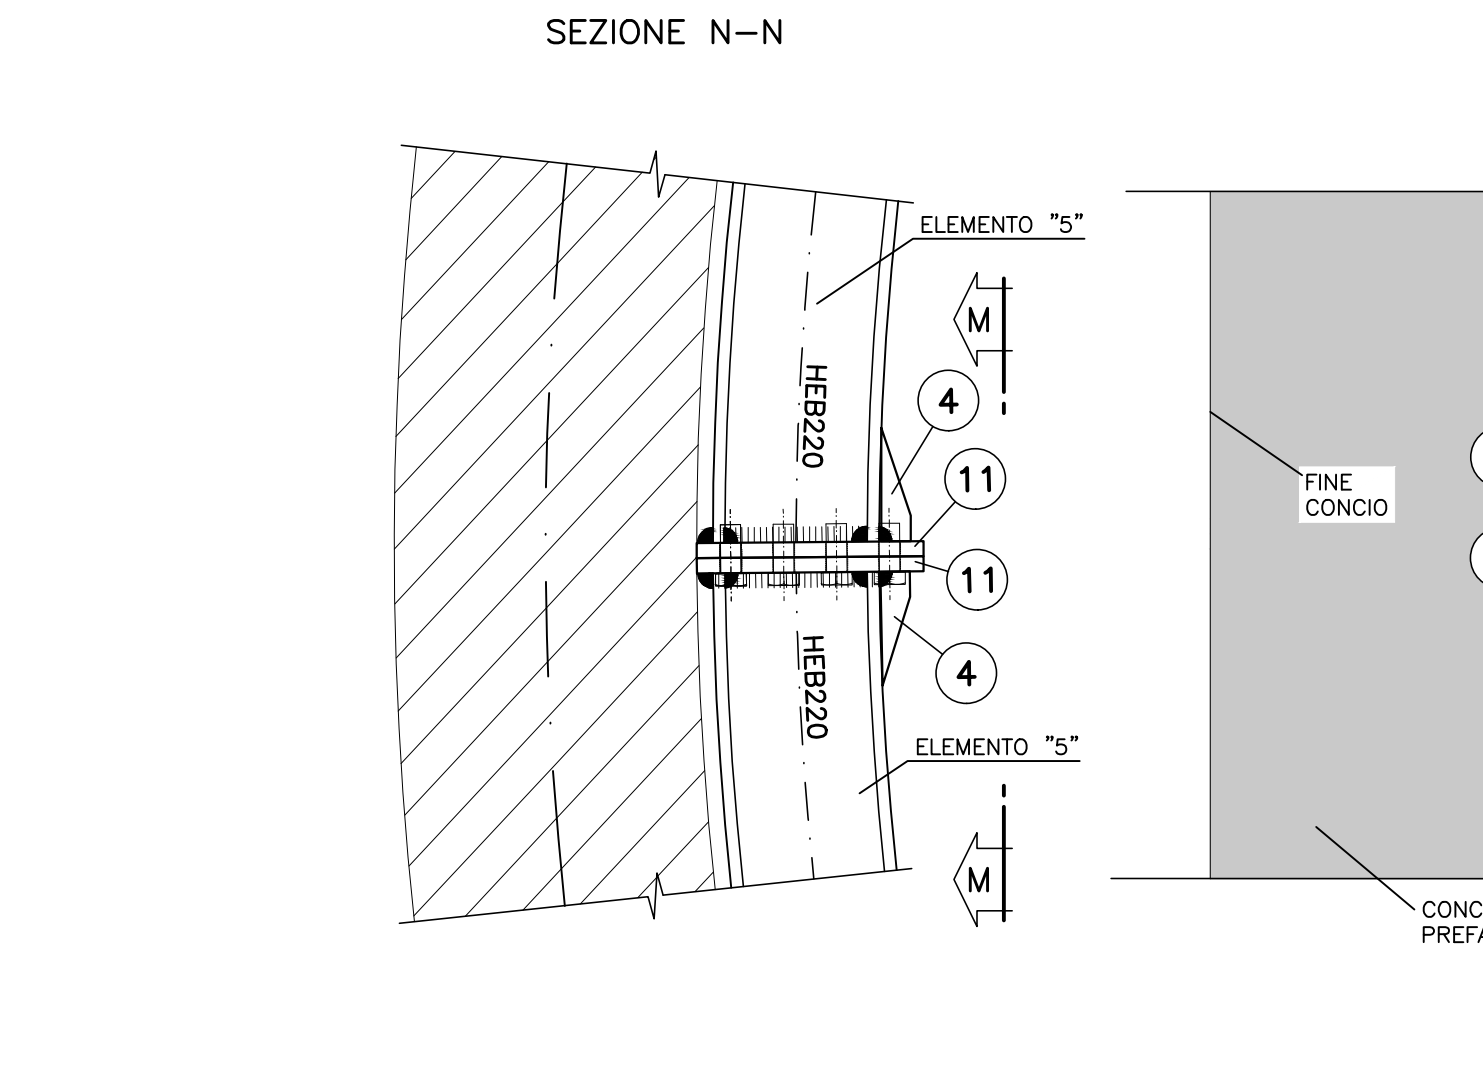 SEZIONE N-N
ELEMENTO "5"
M
4
HEB220
11
FINE
CONCIO
11
HEB220
4
ELEMENTO "5"
M